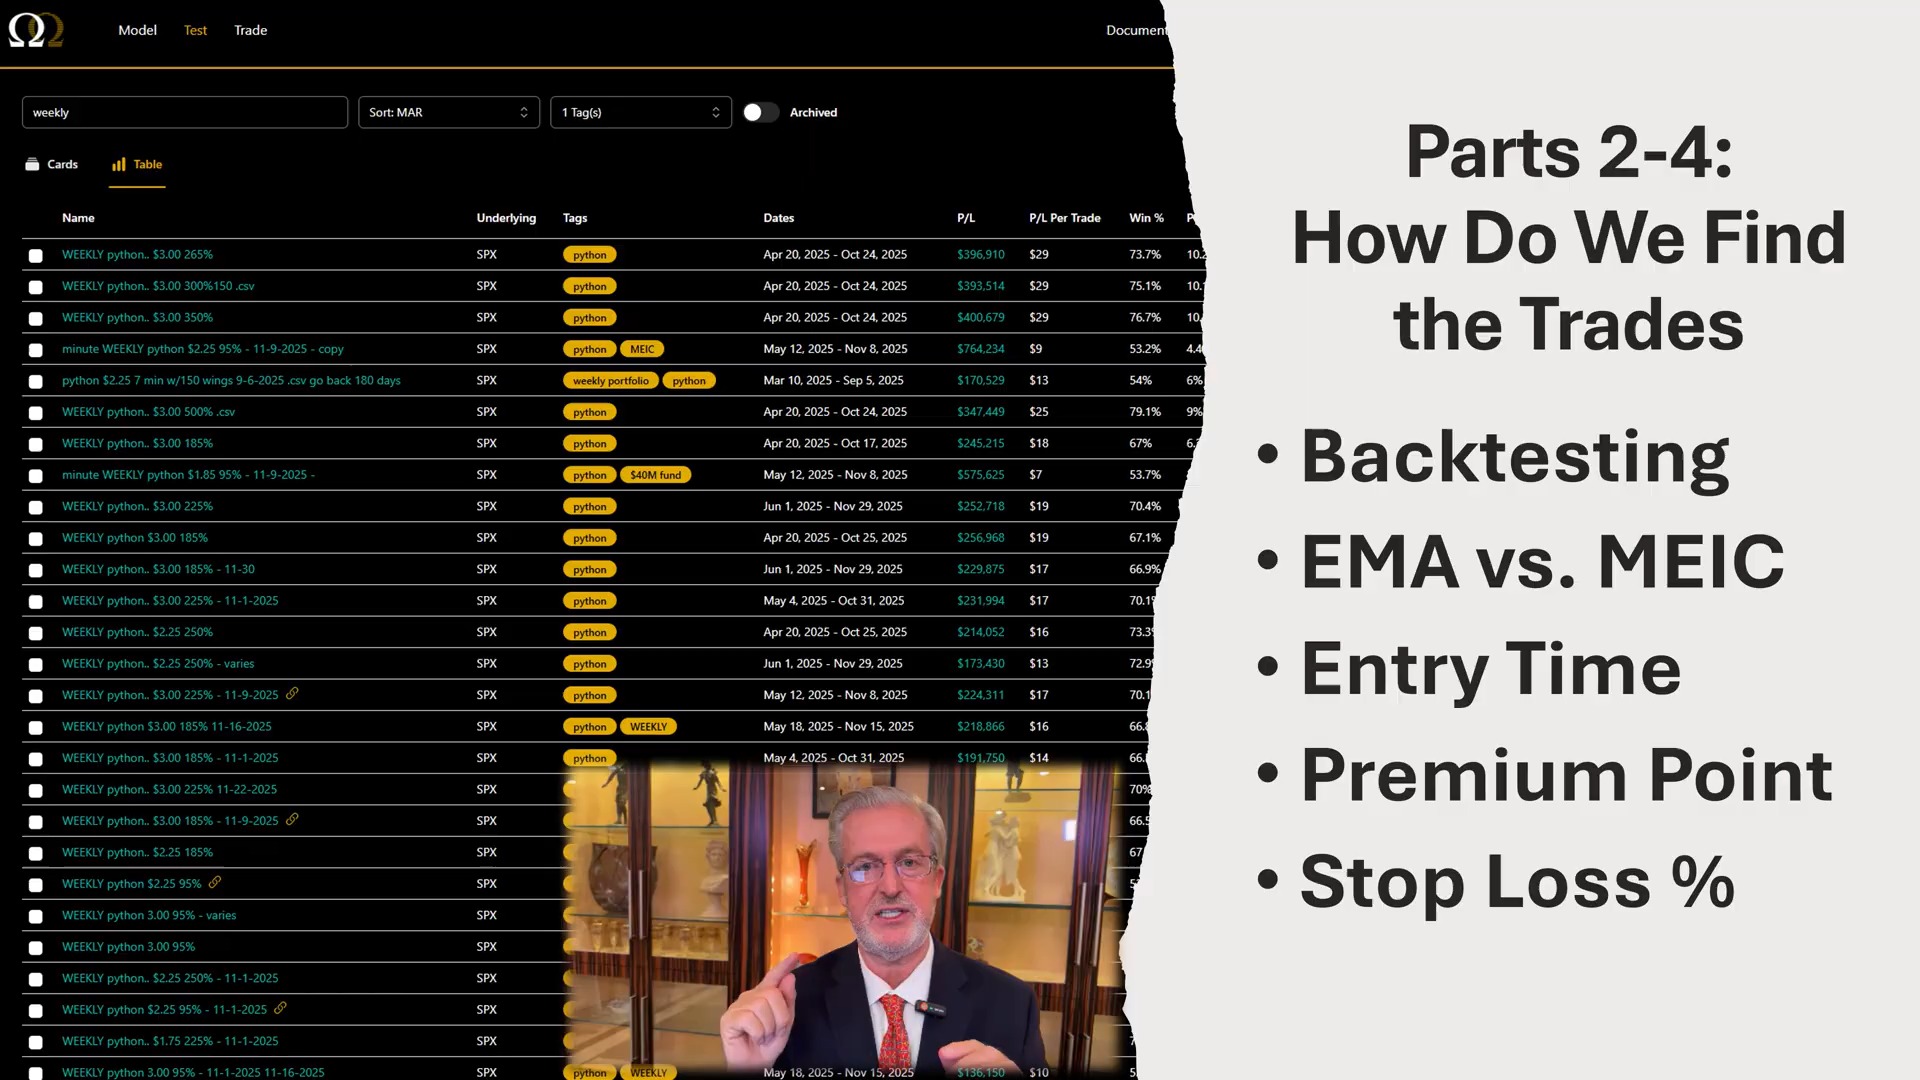 Model Test Trade Document
weekly Sort: MAR 1 Tag(s) Archived
Cards Table
Name Underlying Tags Dates P/L P/L Per Trade Win %
WEEKLY python.. $3.00 265% SPX python Apr 20, 2025 - Oct 24, 2025 $396,910 $29 73.7% 10.2
WEEKLY python.. $3.00 300%150 .csv SPX python Apr 20, 2025 - Oct 24, 2025 $393,514 $29 75.1% 10.
WEEKLY python.. $3.00 350% SPX python Apr 20, 2025 - Oct 24, 2025 $400,679 $29 76.7% 10.
minute WEEKLY python $2.25 95% - 11-9-2025 - copy SPX python MEIC May 12, 2025 - Nov 8, 2025 $764,234 $9 53.2% 4.4
python $2.25 7 min w/150 wings 9-6-2025 .csv go back 180 days SPX weekly portfolio python Mar 10, 2025 - Sep 5, 2025 $170,529 $13 54% 6%
WEEKLY python.. $3.00 500% .csv SPX python Apr 20, 2025 - Oct 24, 2025 $347,449 $25 79.1% 9%
WEEKLY python.. $3.00 185% SPX python Apr 20, 2025 - Oct 17, 2025 $245,215 $18 67% 6.
minute WEEKLY python $1.85 95% - 11-9-2025 - SPX python $40M fund May 12, 2025 - Nov 8, 2025 $575,625 $7 53.7%
WEEKLY python.. $3.00 225% SPX python Jun 1, 2025 - Nov 29, 2025 $252,718 $19 70.4%
WEEKLY python $3.00 185% SPX python Apr 20, 2025 - Oct 25, 2025 $256,968 $19 67.1%
WEEKLY python.. $3.00 185% - 11-30 SPX python Jun 1, 2025 - Nov 29, 2025 $229,875 $17 66.9%
WEEKLY python.. $3.00 225% - 11-1-2025 SPX python May 4, 2025 - Oct 31, 2025 $231,994 $17 70.1
WEEKLY python.. $2.25 250% SPX python Apr 20, 2025 - Oct 25, 2025 $214,052 $16 73.3
WEEKLY python.. $2.25 250% - varies SPX python Jun 1, 2025 - Nov 29, 2025 $173,430 $13 72.9
WEEKLY python.. $3.00 225% - 11-9-2025 SPX python May 12, 2025 - Nov 8, 2025 $224,311 $17 70.1
WEEKLY python $3.00 185% 11-16-2025 SPX python WEEKLY May 18, 2025 - Nov 15, 2025 $218,866 $16 66.
WEEKLY python.. $3.00 185% - 11-1-2025 SPX python May 4, 2025 - Oct 31, 2025 $191,750 $14 66.
WEEKLY python.. $3.00 225% 11-22-2025 SPX 70%
WEEKLY python.. $3.00 185% - 11-9-2025 SPX 66.5
WEEKLY python.. $2.25 185% SPX 67
WEEKLY python $2.25 95% SPX
WEEKLY python 3.00 95% - varies SPX
WEEKLY python 3.00 95% SPX
WEEKLY python.. $2.25 250% - 11-1-2025 SPX
WEEKLY python $2.25 95% - 11-1-2025 SPX
WEEKLY python.. $1.75 225% - 11-1-2025 SPX
WEEKLY python 3.00 95% - 11-1-2025 11-16-2025 SPX python WEEKLY May 18, 2025 - Nov 15, 2025 $136,150 $10
Parts 2-4:
How Do We Find
the Trades
• Backtesting
• EMA vs. MEIC
• Entry Time
• Premium Point
• Stop Loss %